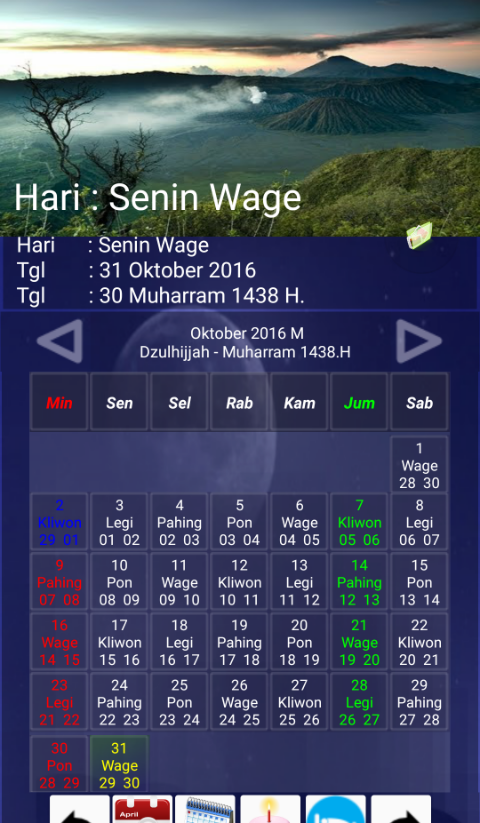 Hari : Senin Wage
Hari : Senin Wage
Tgl : 31 Oktober 2016
Tgl : 30 Muharram 1438 H.
Oktober 2016 M
Dzulhijjah - Muharram 1438.H
Min Sen Sel Rab Kam Jum Sab
1
Wage
28 30
2 3 4 5 6 7 8
Kliwon Legi Pahing Pon Wage Kliwon Legi
29 01 01 02 02 03 03 04 04 05 05 06 06 07
9 10 11 12 13 14 15
Pahing Pon Wage Kliwon Legi Pahing Pon
07 08 08 09 09 10 10 11 11 12 12 13 13 14
16 17 18 19 20 21 22
Wage Kliwon Legi Pahing Pon Wage Kliwon
14 15 15 16 16 17 17 18 18 19 19 20 20 21
23 24 25 26 27 28 29
Legi Pahing Pon Wage Kliwon Legi Pahing
21 22 22 23 23 24 24 25 25 26 26 27 27 28
30 31
Pon Wage
28 29 29 30
April